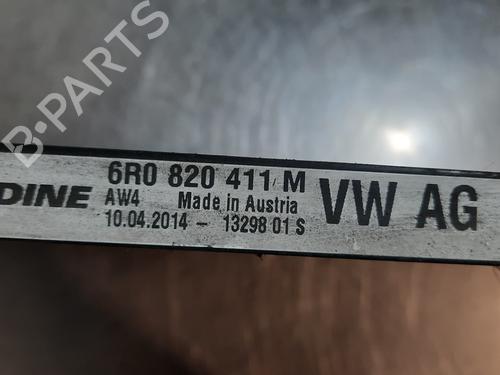 B-PARTS
DINE
6R0 820 411 M
AW4 Made in Austria
10.04.2014 - 13298 01 S
VW AG